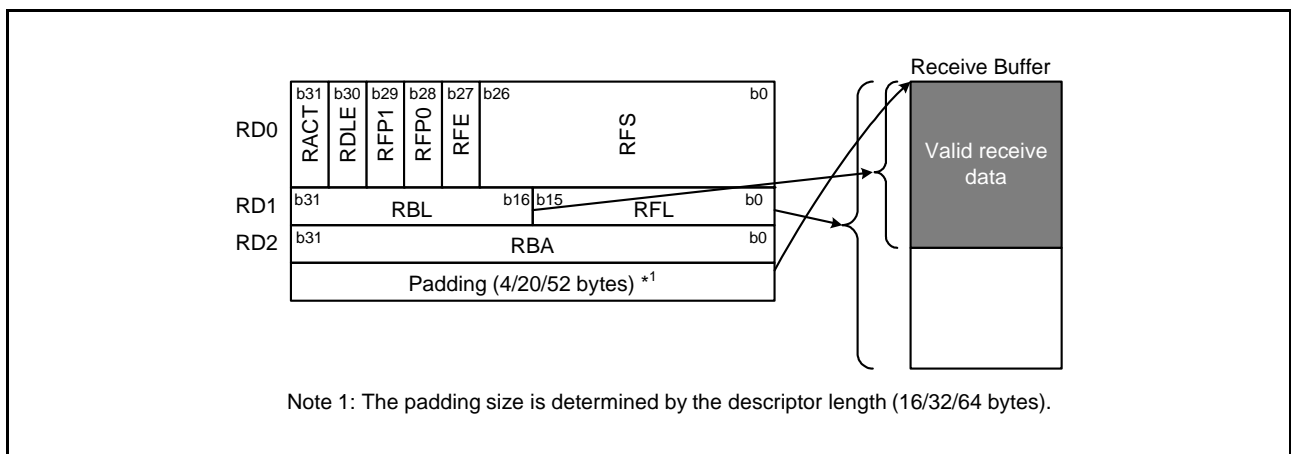 Receive Buffer
b31 b30 b29 b28 b27 b26 b0
RD0 RACT RDLE RFP1 RFP0 RFE RFS
Valid receive
data
RD1 b31 RBL b16 b15 RFL b0
RD2 b31 RBA b0
Padding (4/20/52 bytes) *1
Note 1: The padding size is determined by the descriptor length (16/32/64 bytes).